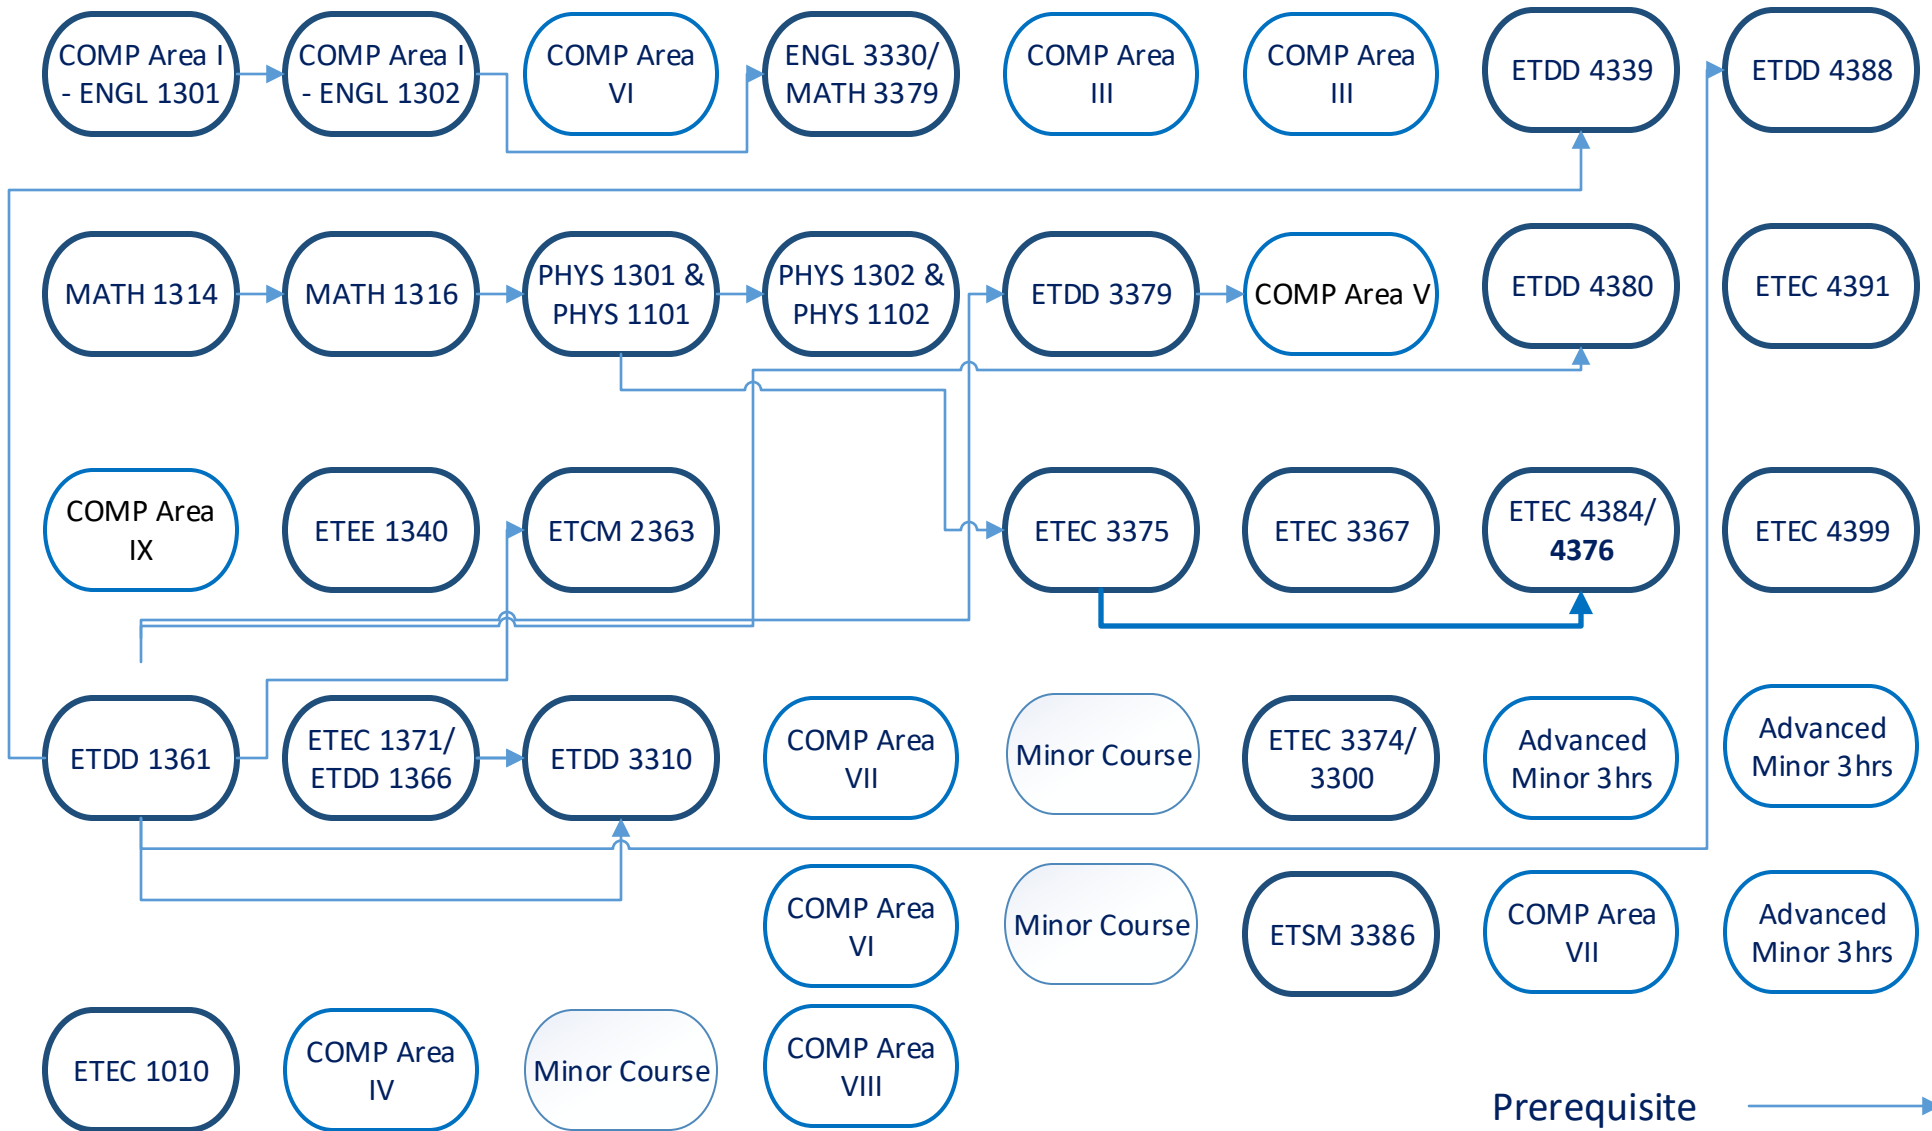 COMP Area I
- ENGL 1301
COMP Area I
- ENGL 1302
COMP Area
VI
ENGL 3330/
MATH 3379
COMP Area
III
COMP Area
III
ETDD 4339
ETDD 4388
MATH 1314
MATH 1316
PHYS 1301 &
PHYS 1101
PHYS 1302 &
PHYS 1102
ETDD 3379
COMP Area V
ETDD 4380
ETEC 4391
COMP Area
IX
ETEE 1340
ETCM 2363
ETEC 3375
ETEC 3367
ETEC 4384/
4376
ETEC 4399
ETDD 1361
ETEC 1371/
ETDD 1366
ETDD 3310
COMP Area
VII
Minor Course
ETEC 3374/
3300
Advanced
Minor 3hrs
Advanced
Minor 3hrs
COMP Area
VI
Minor Course
ETSM 3386
COMP Area
VII
Advanced
Minor 3hrs
ETEC 1010
COMP Area
IV
Minor Course
COMP Area
VIII
Prerequisite